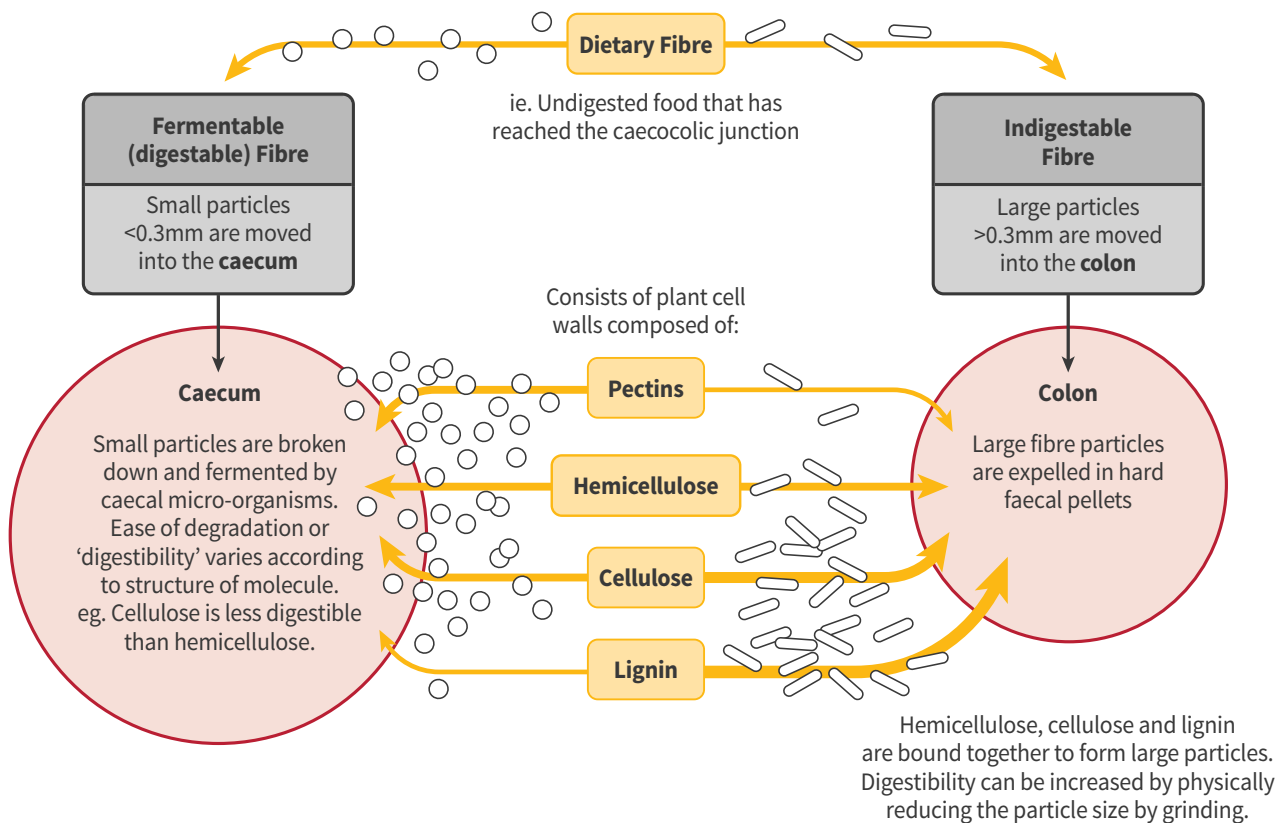 Dietary Fibre
ie. Undigested food that has
reached the caecocolic junction
Fermentable
(digestable) Fibre
Small particles
<0.3mm are moved
into the caecum
Indigestable
Fibre
Large particles
>0.3mm are moved
into the colon
Consists of plant cell
walls composed of:
Pectins
Hemicellulose
Cellulose
Lignin
Caecum
Small particles are broken
down and fermented by
caecal micro-organisms.
Ease of degradation or
‘digestibility’ varies according
to structure of molecule.
eg. Cellulose is less digestible
than hemicellulose.
Colon
Large fibre particles
are expelled in hard
faecal pellets
Hemicellulose, cellulose and lignin
are bound together to form large particles.
Digestibility can be increased by physically
reducing the particle size by grinding.